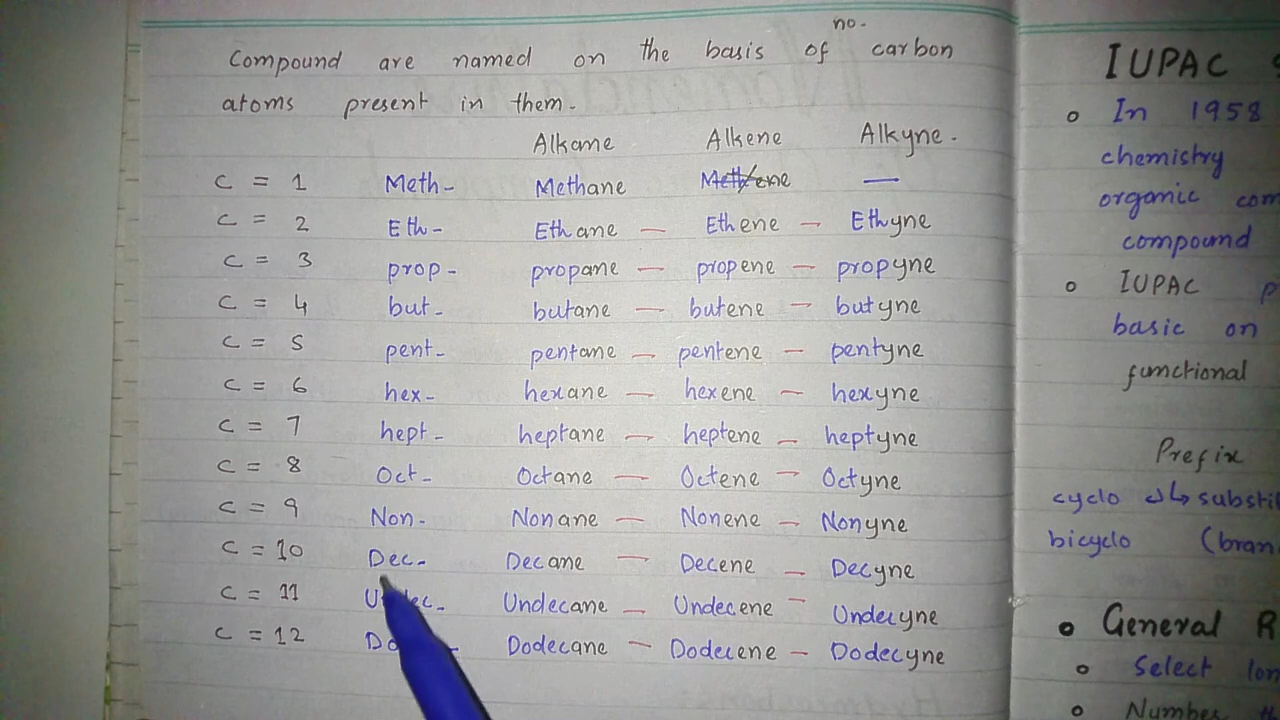 Compound are named on the basis of no. carbon
atoms present in them.
Alkane Alkene Alkyne.
C = 1 Meth- Methane Methene —
C = 2 Eth- Ethane — Ethene — Ethyne
C = 3 prop- propane — propene — propyne
C = 4 but- butane — butene — butyne
C = 5 pent- pentane — pentene — pentyne
C = 6 hex- hexane — hexene — hexyne
C = 7 hept- heptane — heptene — heptyne
C = 8 Oct- Octane — Octene — Octyne
C = 9 Non- Nonane — Nonene — Nonyne
C = 10 Dec- Decane — Decene — Decyne
C = 11 Undecane — Undecene — Undecyne
C = 12 Dodecane — Dodecene — Dodecyne
IUPAC
In 1958
chemistry
organic
compound
IUPAC
basic on
functional
Prefix
cyclo
bicyclo
General R
Select